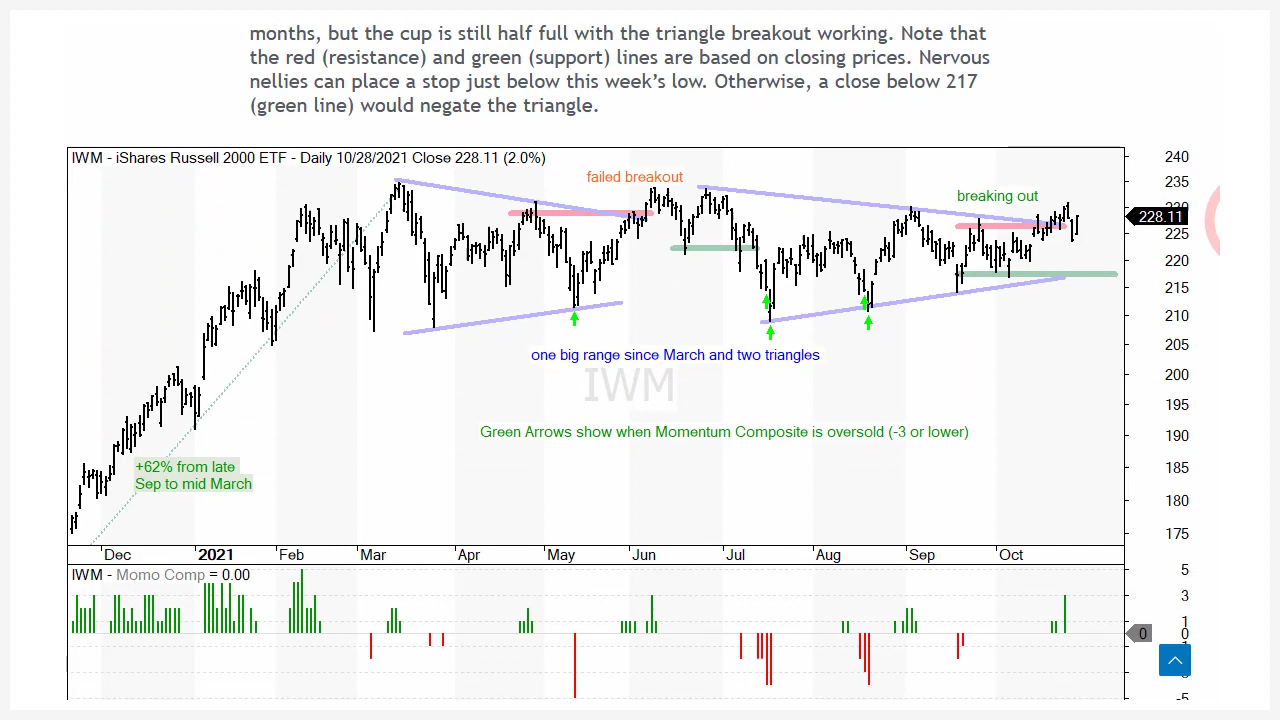 months, but the cup is still half full with the triangle breakout working. Note that
the red (resistance) and green (support) lines are based on closing prices. Nervous
nellies can place a stop just below this week’s low. Otherwise, a close below 217
(green line) would negate the triangle.
IWM - iShares Russell 2000 ETF - Daily 10/28/2021 Close 228.11 (2.0%)
240
failed breakout
235
breaking out
230
228.11
225
220
215
210
one big range since March and two triangles
205
IWM
200
195
Green Arrows show when Momentum Composite is oversold (-3 or lower)
190
+62% from late
Sep to mid March
185
180
175
Dec 2021 Feb Mar Apr May Jun Jul Aug Sep Oct
IWM - Momo Comp = 0.00
5
3
1
0 0
-5